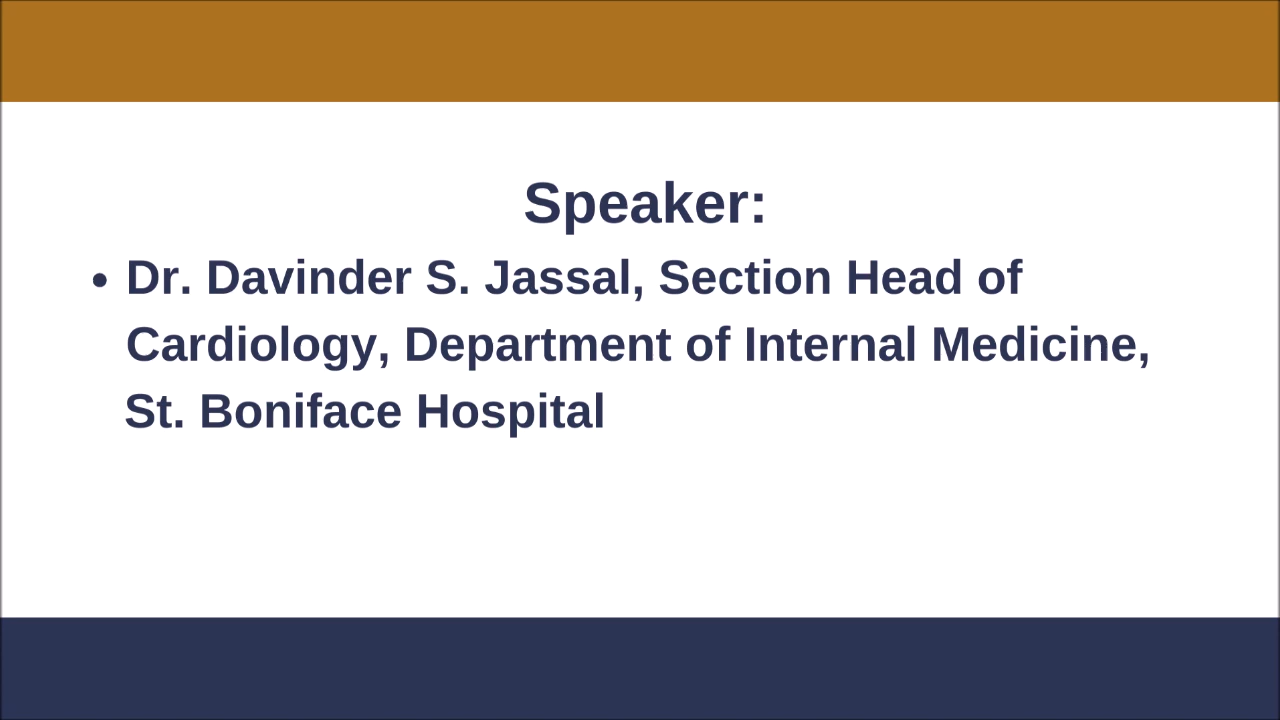 Speaker:
• Dr. Davinder S. Jassal, Section Head of
Cardiology, Department of Internal Medicine,
St. Boniface Hospital